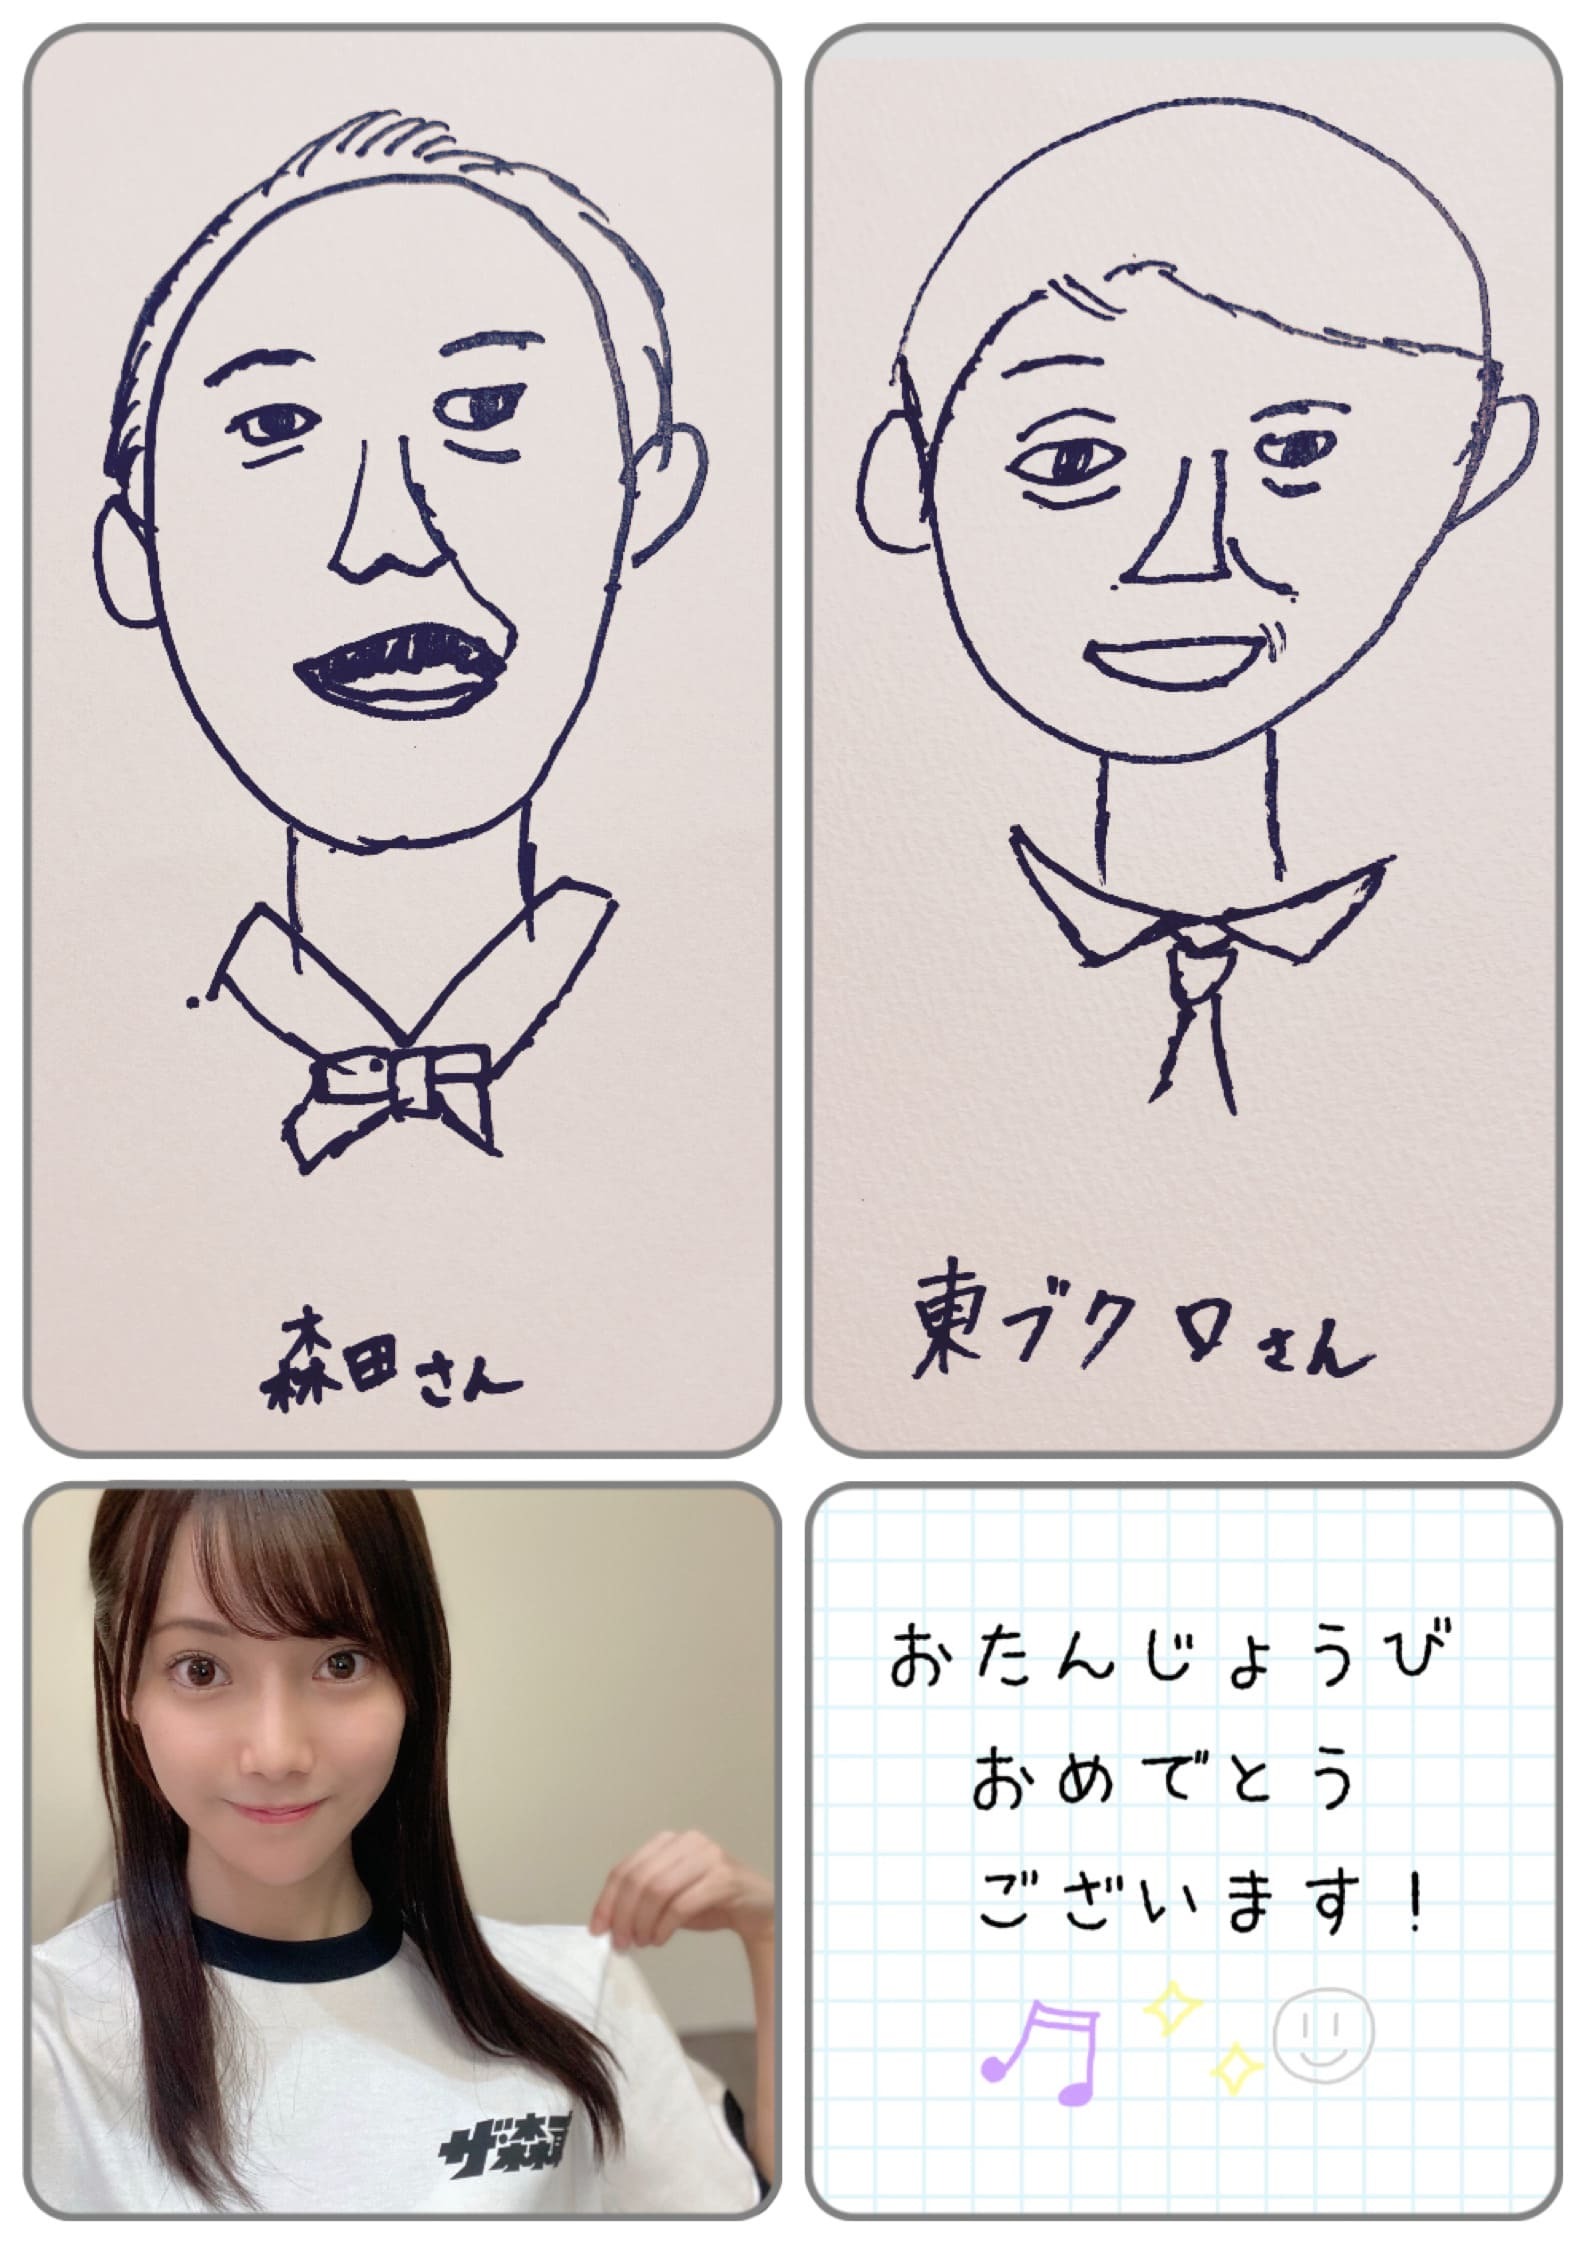 森田さん
東ブクロさん
ザ・森東
おたんじょうび
おめでとう
ございます！